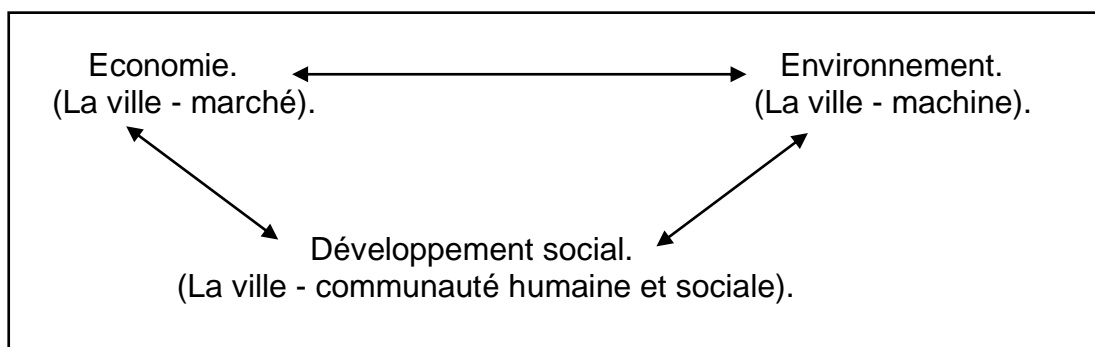 Economie.
Environnement.
(La ville - marché).
(La ville - machine).
Développement social.
(La ville - communauté humaine et sociale).